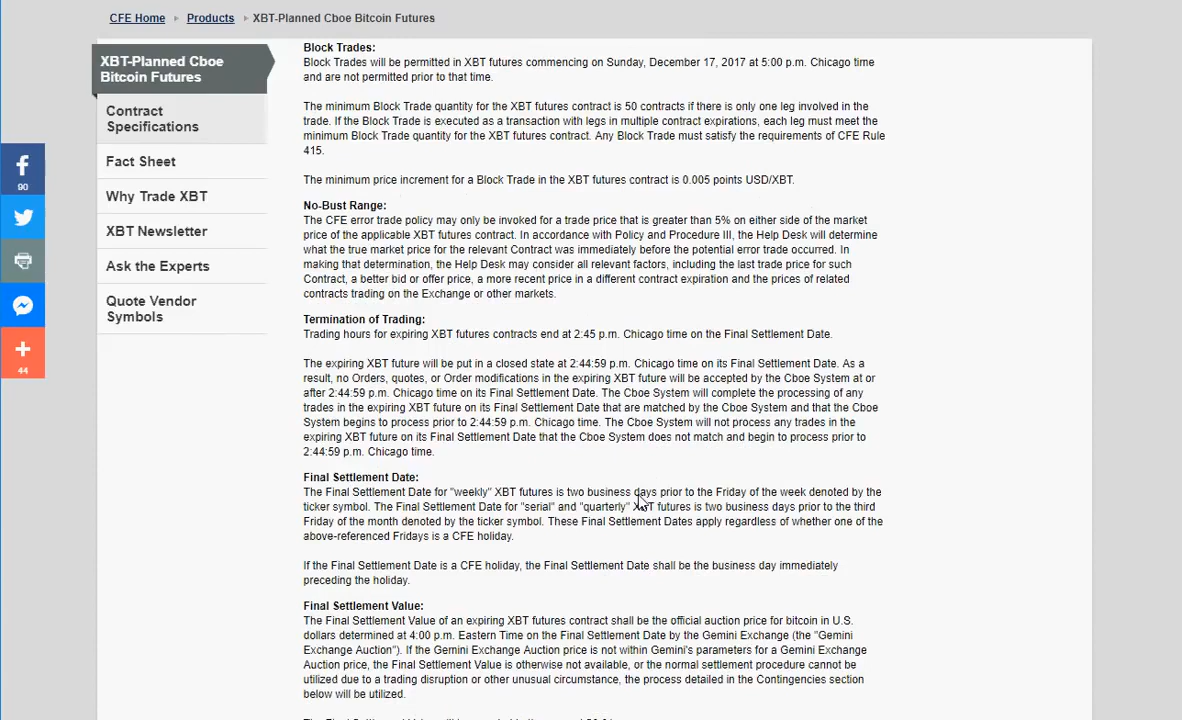 CFE Home
Products
XBT-Planned Cboe Bitcoin Futures
XBT-Planned Cboe
Bitcoin Futures
Contract
Specifications
Fact Sheet
Why Trade XBT
XBT Newsletter
Ask the Experts
Quote Vendor
Symbols
90
44
Block Trades:
Block Trades will be permitted in XBT futures commencing on Sunday, December 17, 2017 at 5:00 p.m. Chicago time
and are not permitted prior to that time.
The minimum Block Trade quantity for the XBT futures contract is 50 contracts if there is only one leg involved in the
trade. If the Block Trade is executed as a transaction with legs in multiple contract expirations, each leg must meet the
minimum Block Trade quantity for the XBT futures contract. Any Block Trade must satisfy the requirements of CFE Rule
415.
The minimum price increment for a Block Trade in the XBT futures contract is 0.005 points USD/XBT.
No-Bust Range:
The CFE error trade policy may only be invoked for a trade price that is greater than 5% on either side of the market
price of the applicable XBT futures contract. In accordance with Policy and Procedure III, the Help Desk will determine
what the true market price for the relevant Contract was immediately before the potential error trade occurred. In
making that determination, the Help Desk may consider all relevant factors, including the last trade price for such
Contract, a better bid or offer price, a more recent price in a different contract expiration and the prices of related
contracts trading on the Exchange or other markets.
Termination of Trading:
Trading hours for expiring XBT futures contracts end at 2:45 p.m. Chicago time on the Final Settlement Date.
The expiring XBT future will be put in a closed state at 2:44:59 p.m. Chicago time on its Final Settlement Date. As a
result, no Orders, quotes, or Order modifications in the expiring XBT future will be accepted by the Cboe System at or
after 2:44:59 p.m. Chicago time on its Final Settlement Date. The Cboe System will complete the processing of any
trades in the expiring XBT future on its Final Settlement Date that are matched by the Cboe System and that the Cboe
System begins to process prior to 2:44:59 p.m. Chicago time. The Cboe System will not process any trades in the
expiring XBT future on its Final Settlement Date that the Cboe System does not match and begin to process prior to
2:44:59 p.m. Chicago time.
Final Settlement Date:
The Final Settlement Date for "weekly" XBT futures is two business days prior to the Friday of the week denoted by the
ticker symbol. The Final Settlement Date for "serial" and "quarterly" XBT futures is two business days prior to the third
Friday of the month denoted by the ticker symbol. These Final Settlement Dates apply regardless of whether one of the
above-referenced Fridays is a CFE holiday.
If the Final Settlement Date is a CFE holiday, the Final Settlement Date shall be the business day immediately
preceding the holiday.
Final Settlement Value:
The Final Settlement Value of an expiring XBT futures contract shall be the official auction price for bitcoin in U.S.
dollars determined at 4:00 p.m. Eastern Time on the Final Settlement Date by the Gemini Exchange (the "Gemini
Exchange Auction"). If the Gemini Exchange Auction price is not within Gemini's parameters for a Gemini Exchange
Auction price, the Final Settlement Value is otherwise not available, or the normal settlement procedure cannot be
utilized due to a trading disruption or other unusual circumstance, the process detailed in the Contingencies section
below will be utilized.